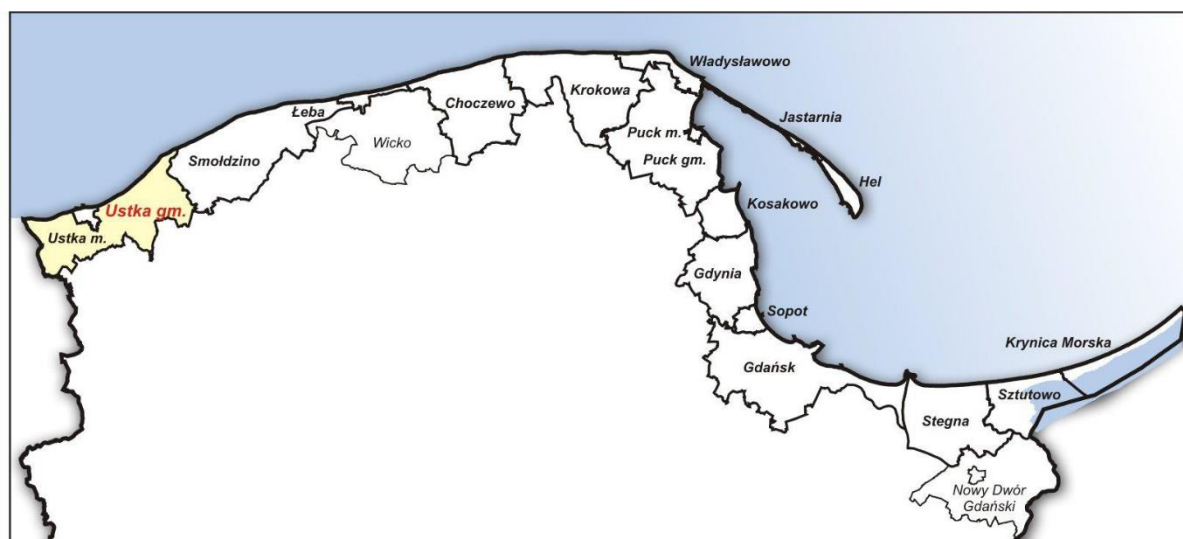 Władysławowo
Łeba
Choczewo
Krokowa
Jastarnia
Wicko
Puck m.
Smołdzino
Puck gm.
Hel
Ustka gm.
Kosakowo
Ustka m.
Gdynia
Sopot
Krynica Morska
Gdańsk
Sztutowo
Stegna
Nowy Dwór
Gdański